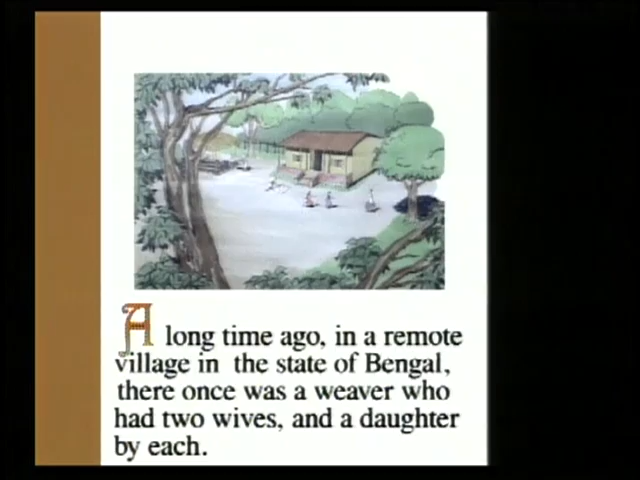 A long time ago, in a remote
village in the state of Bengal,
there once was a weaver who
had two wives, and a daughter
by each.